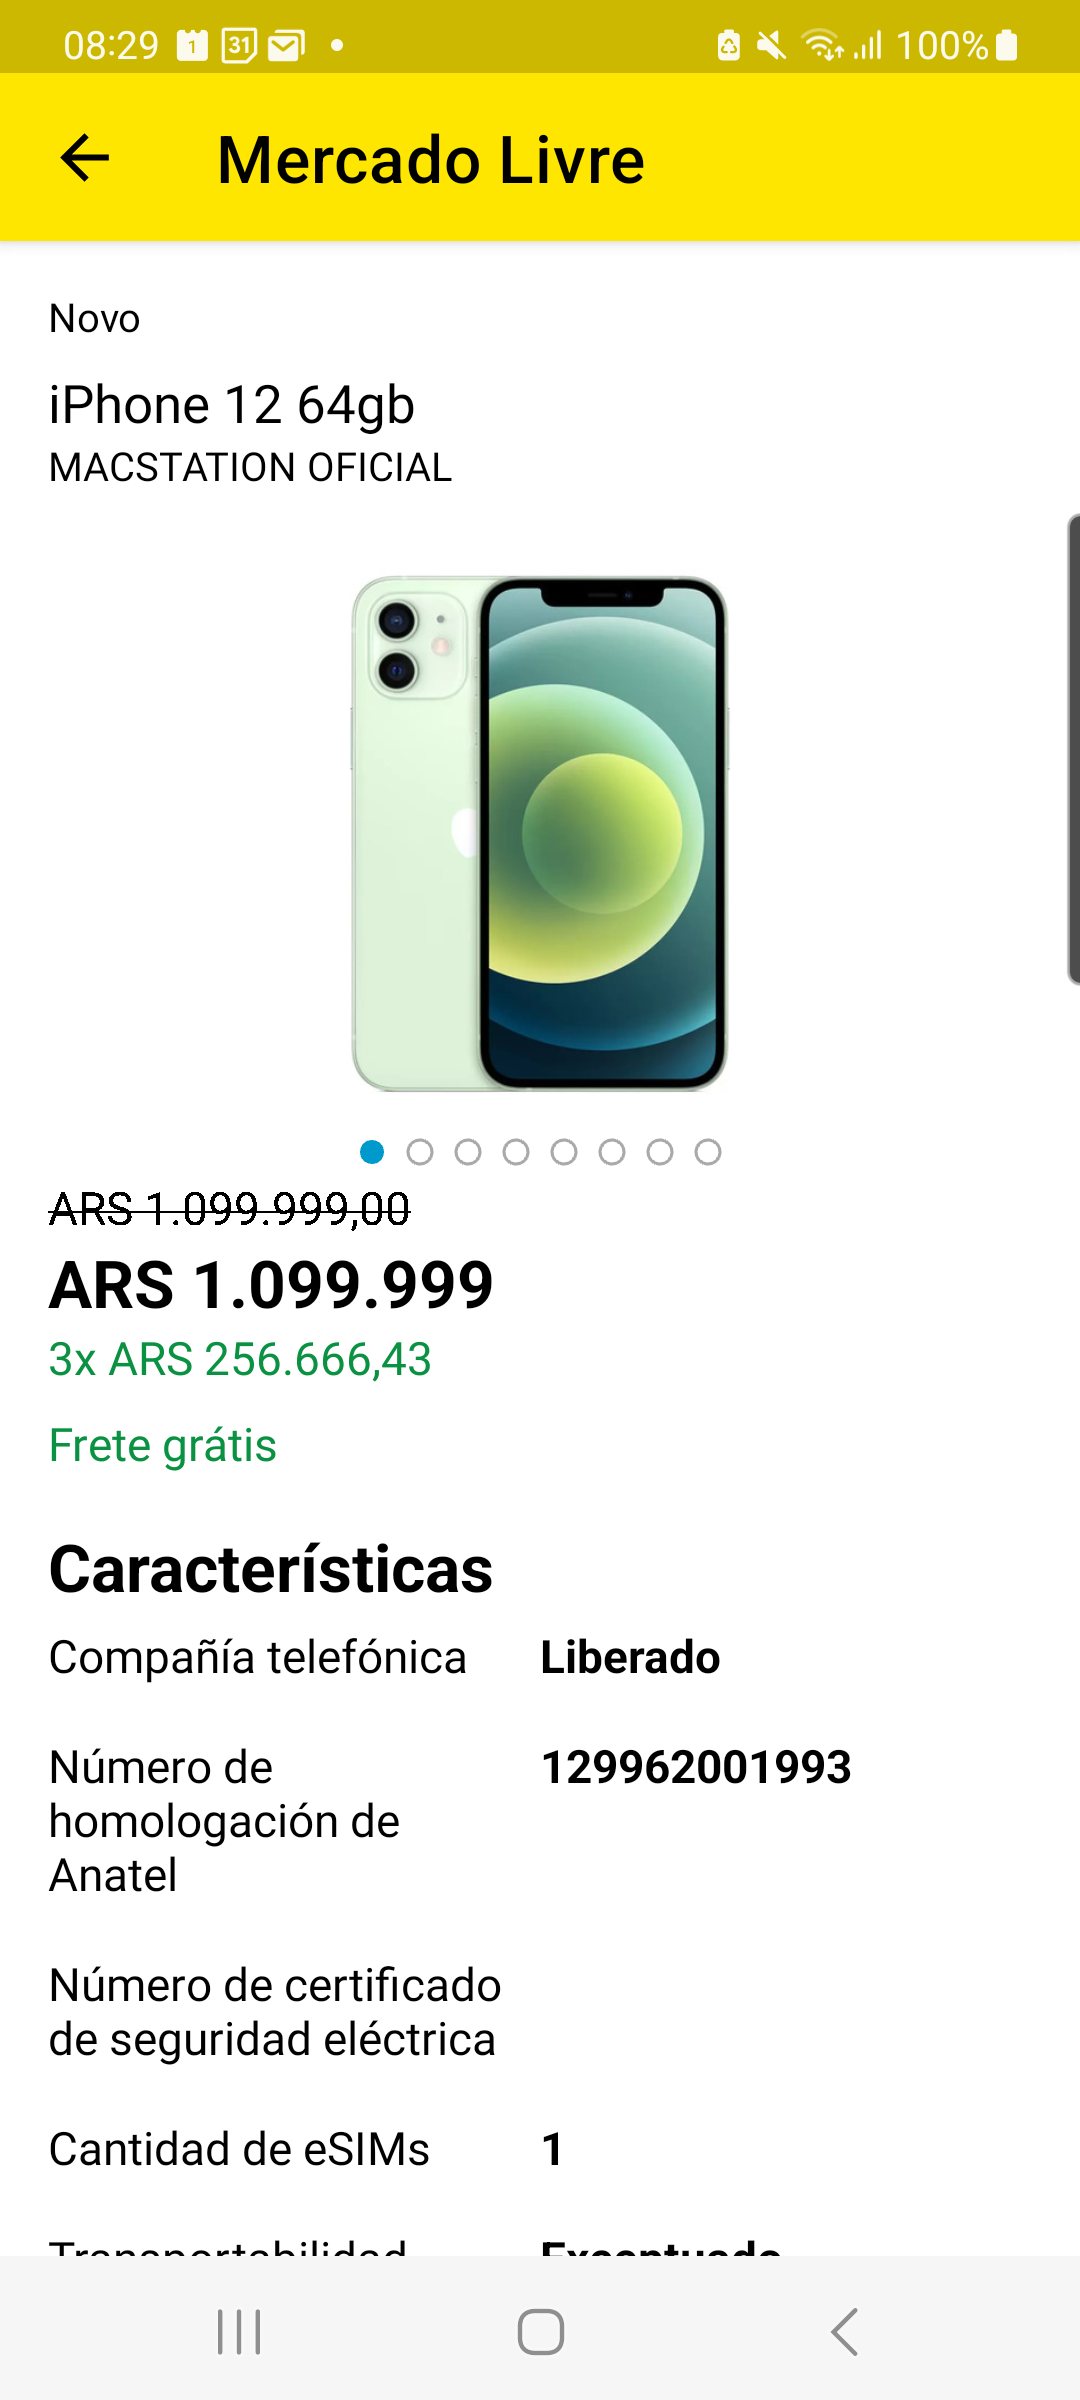 08:29 1 31 100%
Mercado Livre
Novo
iPhone 12 64gb
MACSTATION OFICIAL
ARS 1.099.999,00
ARS 1.099.999
3x ARS 256.666,43
Frete grátis
Características
Compañía telefónica Liberado
Número de 129962001993
homologación de
Anatel
Número de certificado
de seguridad eléctrica
Cantidad de eSIMs 1
Transportabilidad Exceptuado